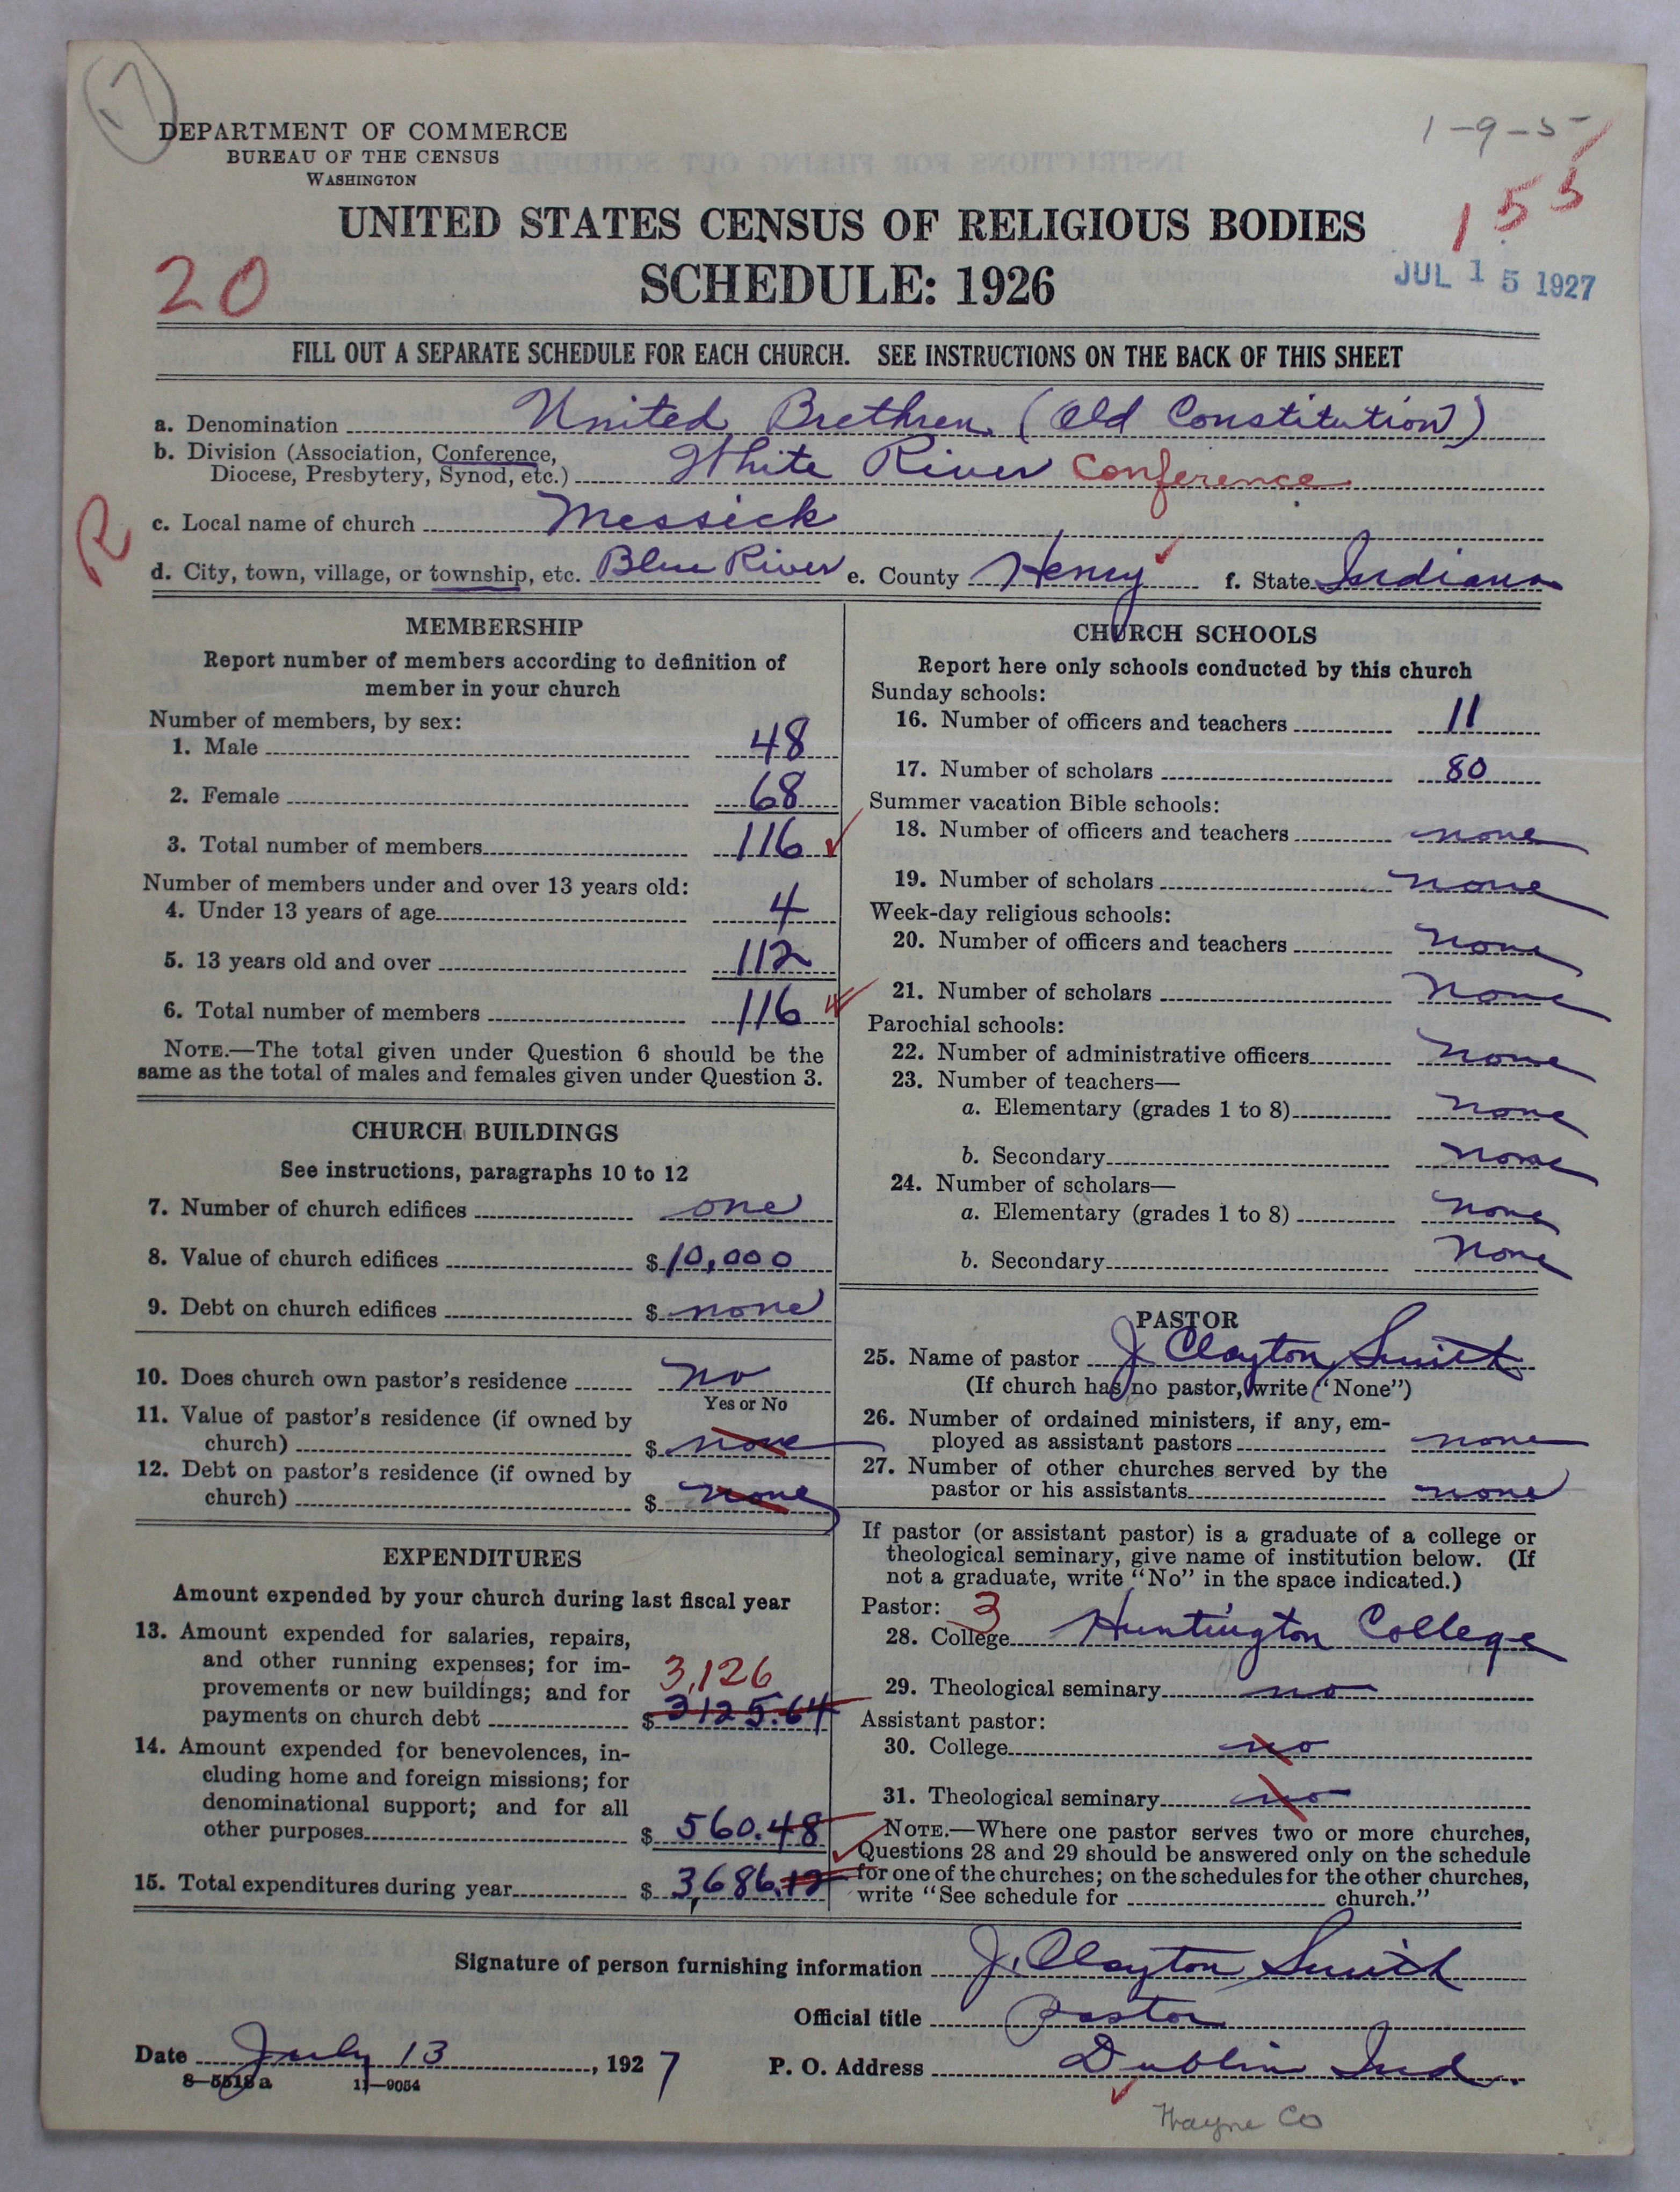 17
DEPARTMENT OF COMMERCE
BUREAU OF THE CENSUS
WASHINGTON
1-9-5
155
UNITED STATES CENSUS OF RELIGIOUS BODIES
20
SCHEDULE: 1926
JUL 15 1927
FILL OUT A SEPARATE SCHEDULE FOR EACH CHURCH. SEE INSTRUCTIONS ON THE BACK OF THIS SHEET
a. Denomination United Brethren (Old Constitution)
b. Division (Association, Conference,
Diocese, Presbytery, Synod, etc.) White River Conference
R
c. Local name of church Messick
d. City, town, village, or township, etc. Blue River e. County Henry f. State Indiana
MEMBERSHIP
Report number of members according to definition of
member in your church
Number of members, by sex:
1. Male 48
2. Female 68
3. Total number of members 116
Number of members under and over 13 years old:
4. Under 13 years of age 4
5. 13 years old and over 112
6. Total number of members 116
NOTE.—The total given under Question 6 should be the
same as the total of males and females given under Question 3.
CHURCH BUILDINGS
See instructions, paragraphs 10 to 12
7. Number of church edifices one
8. Value of church edifices $ 10,000
9. Debt on church edifices $ none
10. Does church own pastor's residence no
Yes or No
11. Value of pastor's residence (if owned by
church) $ none
12. Debt on pastor's residence (if owned by
church) $ none
EXPENDITURES
Amount expended by your church during last fiscal year
13. Amount expended for salaries, repairs,
and other running expenses; for im-
provements or new buildings; and for 3,126
payments on church debt $ 3125.64
14. Amount expended for benevolences, in-
cluding home and foreign missions; for
denominational support; and for all
other purposes $ 560.48
15. Total expenditures during year $ 3,686.12
CHURCH SCHOOLS
Report here only schools conducted by this church
Sunday schools:
16. Number of officers and teachers 11
17. Number of scholars 80
Summer vacation Bible schools:
18. Number of officers and teachers none
19. Number of scholars none
Week-day religious schools:
20. Number of officers and teachers none
21. Number of scholars none
Parochial schools:
22. Number of administrative officers none
23. Number of teachers—
a. Elementary (grades 1 to 8) none
b. Secondary none
24. Number of scholars—
a. Elementary (grades 1 to 8) none
b. Secondary none
PASTOR
25. Name of pastor J Clayton Smith
(If church has no pastor, write "None")
26. Number of ordained ministers, if any, em-
ployed as assistant pastors none
27. Number of other churches served by the
pastor or his assistants none
If pastor (or assistant pastor) is a graduate of a college or
theological seminary, give name of institution below. (If
not a graduate, write "No" in the space indicated.)
Pastor: 3
28. College Huntington College
29. Theological seminary no
Assistant pastor:
30. College no
31. Theological seminary no
NOTE.—Where one pastor serves two or more churches,
Questions 28 and 29 should be answered only on the schedule
for one of the churches; on the schedules for the other churches,
write "See schedule for church."
Signature of person furnishing information J. Clayton Smith
Official title Pastor
Date July 13, 1927 P. O. Address Dublin Ind.
8—5518a 11—9054
Wayne Co